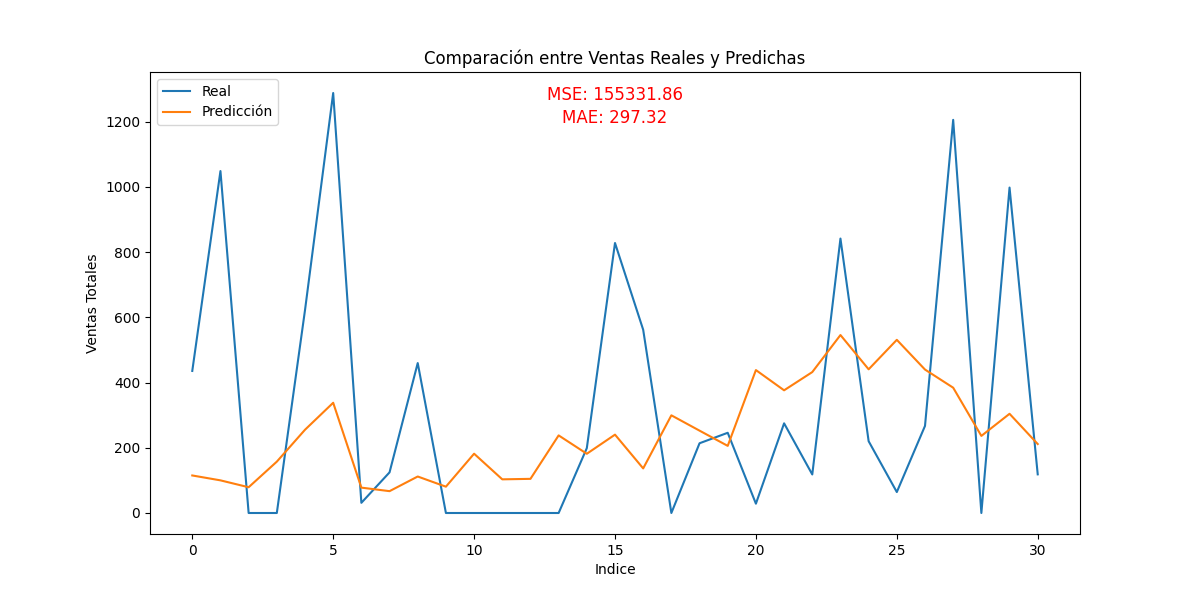 Comparación entre Ventas Reales y Predichas
Real
Predicción
MSE: 155331.86
MAE: 297.32
Ventas Totales
1200
1000
800
600
400
200
0
0 5 10 15 20 25 30
Indice